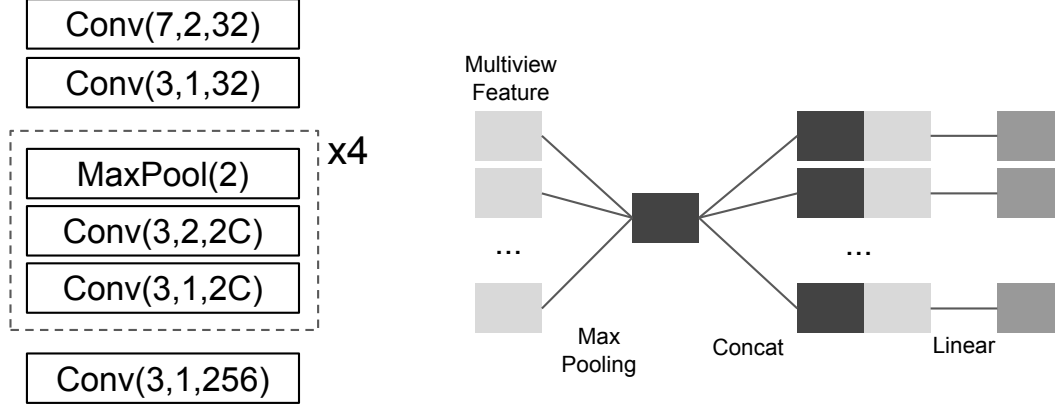 Conv(7,2,32)
Conv(3,1,32)
x4
MaxPool(2)
Conv(3,2,2C)
Conv(3,1,2C)
Conv(3,1,256)
Multiview
Feature
...
...
Max
Pooling
Concat
Linear